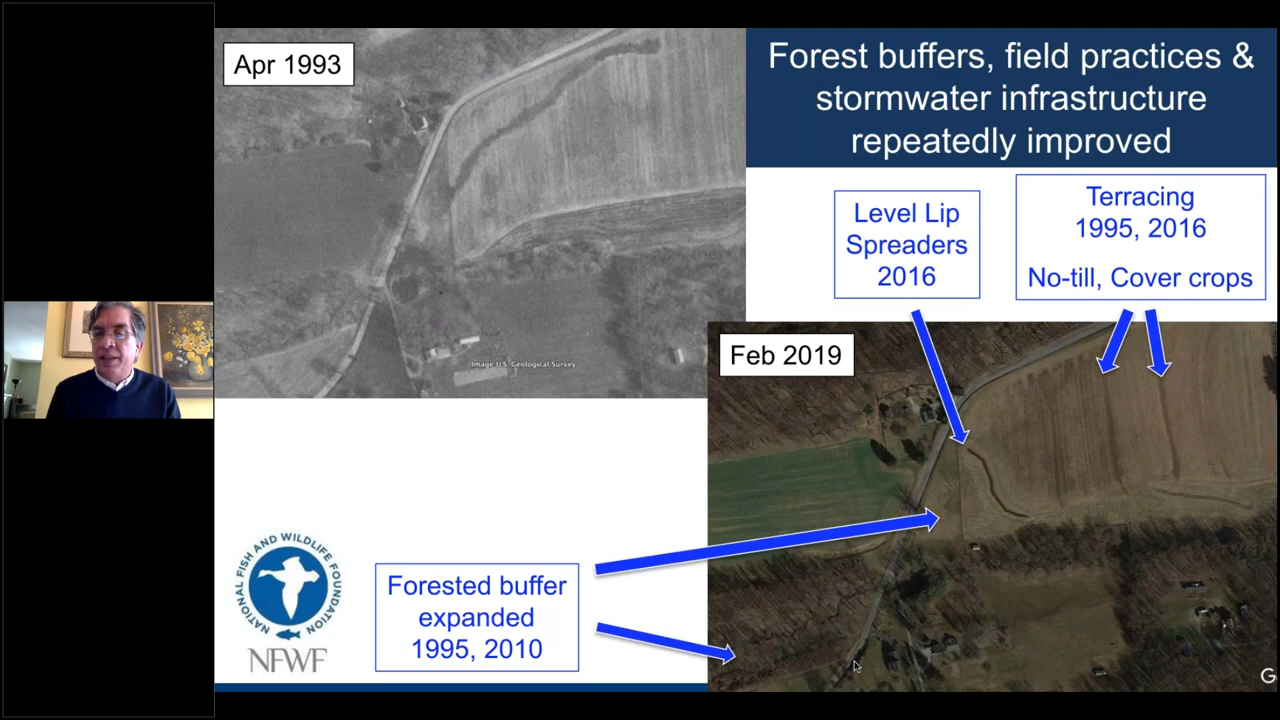 Apr 1993
Forest buffers, field practices &
stormwater infrastructure
repeatedly improved
Level Lip
Spreaders
2016
Terracing
1995, 2016
No-till, Cover crops
Image U.S. Geological Survey
Feb 2019
NATIONAL FISH AND WILDLIFE FOUNDATION
NFWF
Forested buffer
expanded
1995, 2010
G